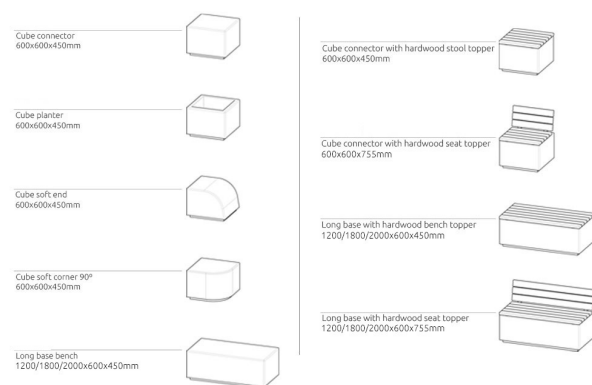 Cube connector
600x600x450mm
Cube planter
600x600x450mm
Cube soft end
600x600x450mm
Cube soft corner 90º
600x600x450mm
Long base bench
1200/1800/2000x600x450mm
Cube connector with hardwood stool topper
600x600x450mm
Cube connector with hardwood seat topper
600x600x755mm
Long base with hardwood bench topper
1200/1800/2000x600x450mm
Long base with hardwood seat topper
1200/1800/2000x600x755mm